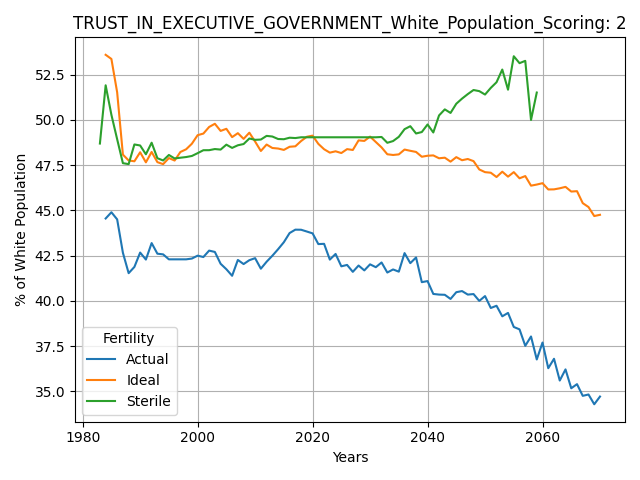 TRUST_IN_EXECUTIVE_GOVERNMENT_White_Population_Scoring: 2
52.5
50.0
47.5
45.0
42.5
40.0
37.5
35.0
% of White Population
Fertility
Actual
Ideal
Sterile
1980
2000
2020
2040
2060
Years